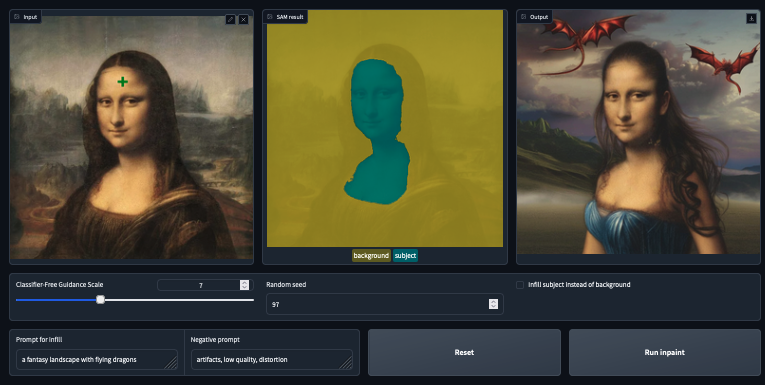 Input
SAM result
Output
background subject
Classifier-Free Guidance Scale
7
Random seed
97
Infill subject instead of background
Prompt for Infill
a fantasy landscape with flying dragons
Negative prompt
artifacts, low quality, distortion
Reset
Run inpaint